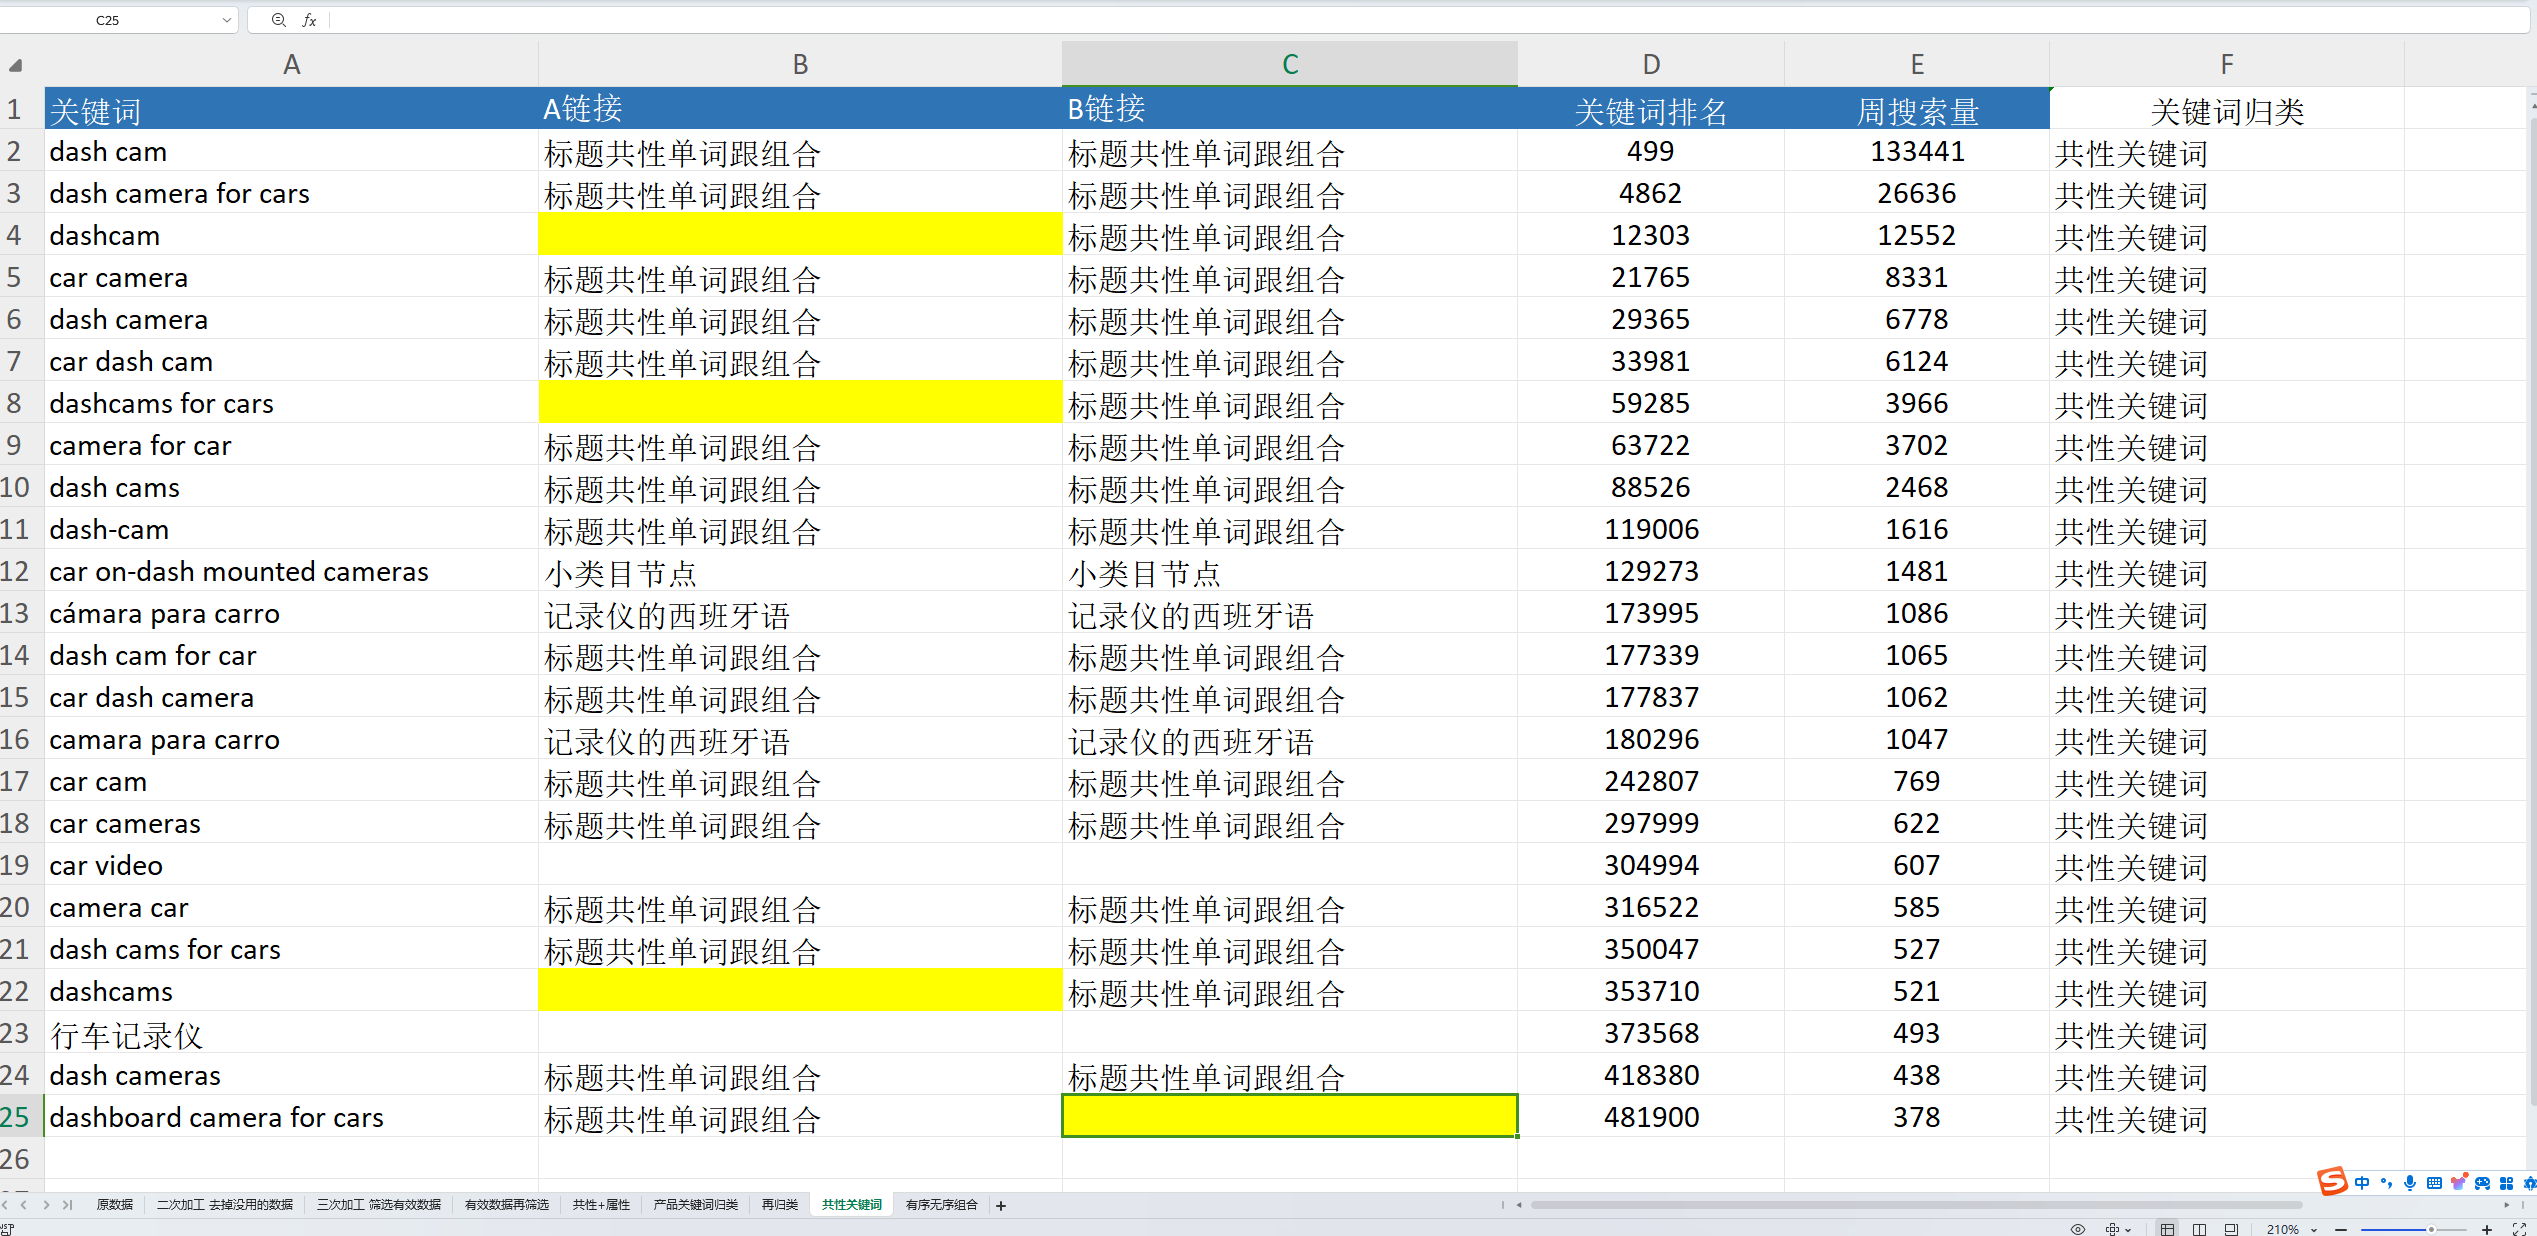 C25
fx
A B C D E F
1 关键词 A链接 B链接 关键词排名 周搜索量 关键词归类
2 dash cam 标题共性单词跟组合 标题共性单词跟组合 499 133441 共性关键词
3 dash camera for cars 标题共性单词跟组合 标题共性单词跟组合 4862 26636 共性关键词
4 dashcam 标题共性单词跟组合 12303 12552 共性关键词
5 car camera 标题共性单词跟组合 标题共性单词跟组合 21765 8331 共性关键词
6 dash camera 标题共性单词跟组合 标题共性单词跟组合 29365 6778 共性关键词
7 car dash cam 标题共性单词跟组合 标题共性单词跟组合 33981 6124 共性关键词
8 dashcams for cars 标题共性单词跟组合 59285 3966 共性关键词
9 camera for car 标题共性单词跟组合 标题共性单词跟组合 63722 3702 共性关键词
10 dash cams 标题共性单词跟组合 标题共性单词跟组合 88526 2468 共性关键词
11 dash-cam 标题共性单词跟组合 标题共性单词跟组合 119006 1616 共性关键词
12 car on-dash mounted cameras 小类目节点 小类目节点 129273 1481 共性关键词
13 cámara para carro 记录仪的西班牙语 记录仪的西班牙语 173995 1086 共性关键词
14 dash cam for car 标题共性单词跟组合 标题共性单词跟组合 177339 1065 共性关键词
15 car dash camera 标题共性单词跟组合 标题共性单词跟组合 177837 1062 共性关键词
16 camara para carro 记录仪的西班牙语 记录仪的西班牙语 180296 1047 共性关键词
17 car cam 标题共性单词跟组合 标题共性单词跟组合 242807 769 共性关键词
18 car cameras 标题共性单词跟组合 标题共性单词跟组合 297999 622 共性关键词
19 car video 304994 607 共性关键词
20 camera car 标题共性单词跟组合 标题共性单词跟组合 316522 585 共性关键词
21 dash cams for cars 标题共性单词跟组合 标题共性单词跟组合 350047 527 共性关键词
22 dashcams 标题共性单词跟组合 353710 521 共性关键词
23 行车记录仪 373568 493 共性关键词
24 dash cameras 标题共性单词跟组合 标题共性单词跟组合 418380 438 共性关键词
25 dashboard camera for cars 标题共性单词跟组合 481900 378 共性关键词
26
中
原数据 二次加工 去掉没用的数据 三次加工 筛选有效数据 有效数据再筛选 共性+属性 产品关键词归类 再归类 共性关键词 有序无序组合 +
210%